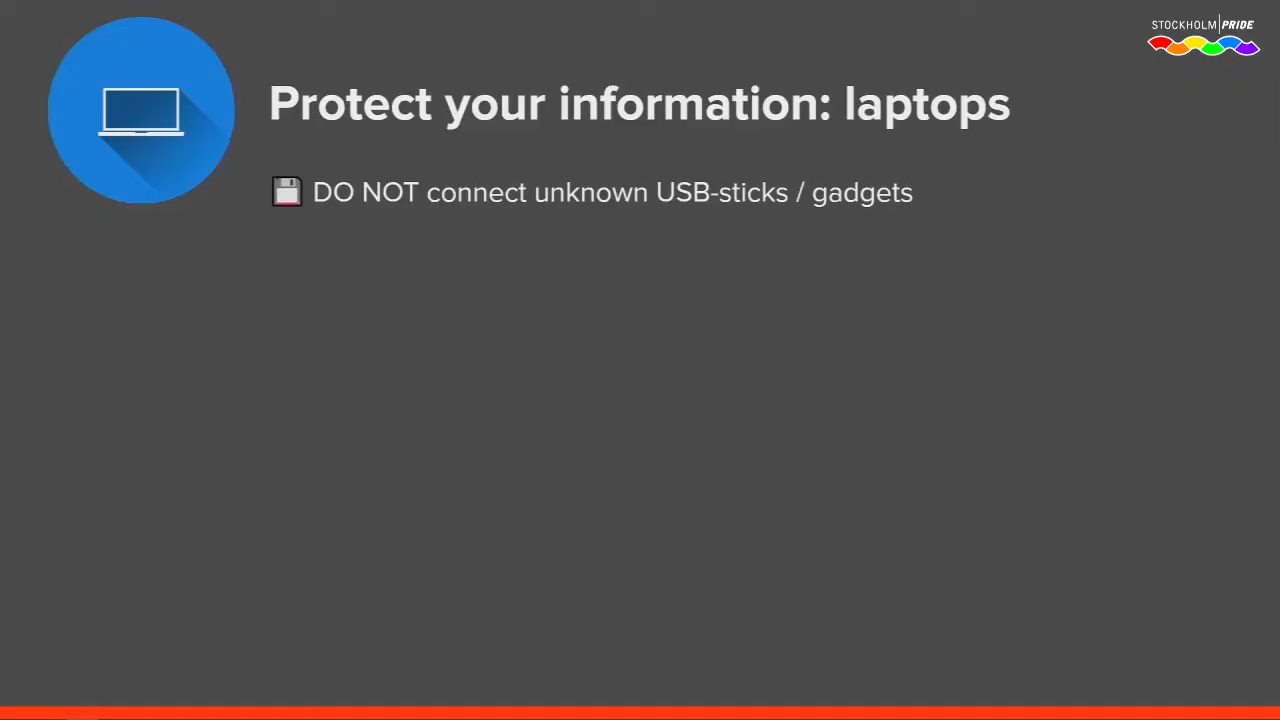 STOCKHOLM PRIDE
Protect your information: laptops
💾 DO NOT connect unknown USB-sticks / gadgets